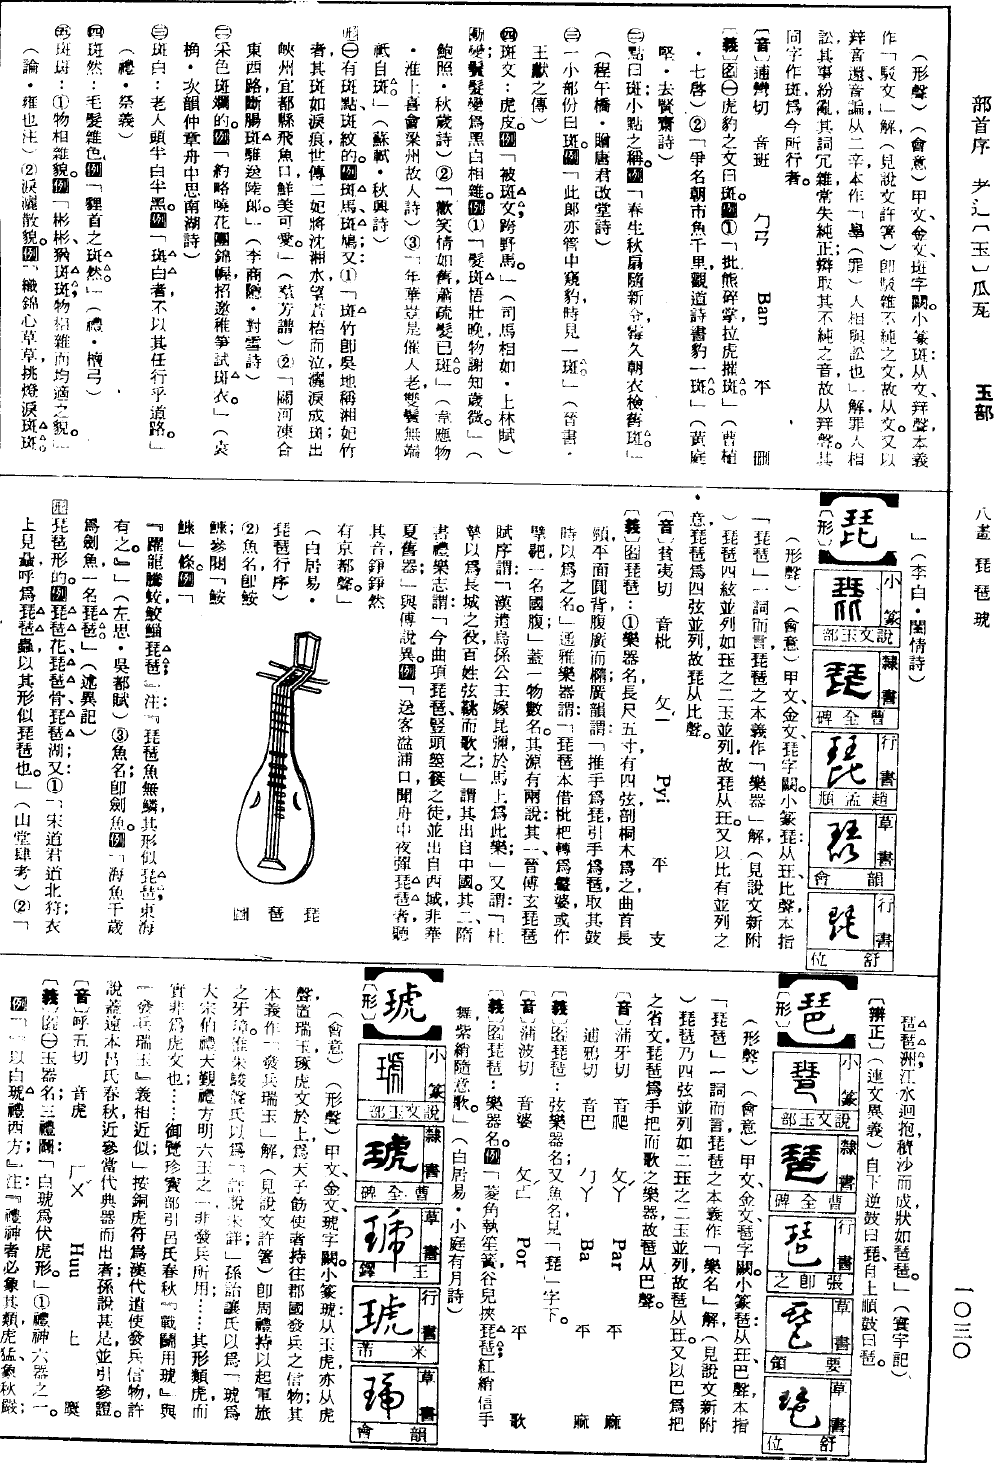 部首序　老辶〔玉〕瓜瓦　玉部　八畫　琵琶號　一〇三〇
（形聲）（會意）甲文、金文、斑字闕。小篆斑：从文、辡聲，本義
作「駁文」解（見說文許箸）卽駁雜不純之文，故从文。又以
辡音還音諞从二辛，本作「辠（罪）人相與訟也」解，罪人相
訟，其事紛亂，其詞冗雜，常失純正，辯取其不純之音，故从辡聲。其
同字作斑，爲今所行者。
【音】逋彎切　音班　ㄅㄢ　Ban　平　刪
【義】㊀虎豹之文曰斑。例①「批熊碎掌，拉虎摧斑。」（曹植
・七啓）②「爭名朝市魚千里，觀道詩書豹一斑。」（黃庭
堅・去賢齋詩）
㊁點曰斑，小點之稱。例「春生秋扇隨新令，霉久朝衣檢舊斑。」
（程午橋・贈唐君改堂詩）
㊂一小部份曰斑。例「此郎亦管中窺豹，時見一斑。」（晉書・
王獻之傳）
㊃斑文：虎皮。例「被斑文，跨野馬。」（司馬相如・上林賦）
鬢髮變爲黑白相雜。例①「髮斑悟壯晚，物謝知歲微。」（
鮑照・秋歲詩）②「歡笑情如舊，蕭疏鬢已斑。」（韋應物
・淮上喜會梁州故人詩）③「年華豈是催人老，雙鬢無端
祇自斑。」（蘇軾・秋興詩）
㊀有斑點斑紋的。例斑馬、斑鳩。又①「斑竹卽吳地稱湘妃竹
者，其斑如淚痕，世傳二妃將沈湘水，望蒼梧而泣，灑淚成斑；出
峽州宜都縣飛魚口，鮮美可愛。」（羣芳譜）②「關河凍合
東西路，斷腸斑騅送陸郎。」（李商隱・對雪詩）
㊁采色斑斕的。例「約略曉花團錦幄，招邀稚筍試斑衣。」（袁
桷・次韻仲章舟中思南湖詩）
㊂斑白：老人頭半白半黑。例「斑白者不以其任行乎道路。」
（禮・祭義）
㊃斑然：毛髮雜色。例「貍首之斑然。」（禮・檀弓）
斑斑：①物相雜貌。例「彬彬，猶斑斑，物相雜而均適之貌。」
（論・雍也注）②淚灑散貌。例「織錦心草草，挑燈淚斑斑
。」（李白・閨情詩）
琵　〔形〕
小篆　說文玉部
隸書　曹全碑
行書　趙孟頫
草書　韻會
行書　舒位
（形聲）（會意）甲文、金文、琵字闕。小篆琵：从玨、比聲，本指
「琵琶」一詞而言，琵琶之本義作「樂器」解（見說文新附
）琵琶四絃並列如玨之二玉並列，故琵从玨。又以比有並列之
意，琵琶爲四弦並列，故琵从比聲。
【音】貧夷切　音枇　ㄆㄧ　Pyi　平　支
【義】琵琶：①樂器名，長尺五寸，有四弦，剖桐木爲之，曲首長
頸，平面圓背，腹廣而橢。廣韻謂：「推手爲琵，引手爲琶，取其鼓
時以爲之名。」通雅樂器謂：「琵琶本借枇杷，轉爲鼙婆，或作
鼙靶，一名國腹。」蓋一物數名。其源有兩說：其一、晉傅玄琵琶
賦序謂：「漢遣烏孫公主嫁昆彌，於馬上爲此樂。」又謂：「杜
摯以爲長城之役，百姓弦鼗而歌之。」謂其出自中國；其二、隋
書禮樂志謂：「今曲項琵琶、豎頭箜篌之徒，並出自西域，非華
夏舊器。」與傅說異。例「送客湓浦口，聞舟中夜彈琵琶者，聽
其音，錚錚然
有京都聲。」
（白居易・
琵琶行序）
②魚名，卽鮟
鱇；鱇參閱「鮟
鱇」條。例「
『躍龍騰蛟，鮫鯔琵琶。』注：『琵琶魚無鱗，其形似琵琶，東海
有之。』」（左思・吳都賦）③魚名，卽劍魚。例「海魚千歲
爲劍魚，一名琵琶。」（述異記）
琵琶形的。例琵琶花、琵琶骨、琵琶湖；又①「宋道君道北狩，衣
上見蝨，呼爲琵琶蟲，以其形似琵琶也。」（山堂肆考）②「
琵琶圖
琵琶洲，江水迴抱，積沙而成，狀如琵琶。」（寰宇記）
【辨正】（連文異義）自下逆鼓曰琵，自上順鼓曰琶。
琶　〔形〕
小篆　說文玉部
隸書　曹全碑
行書　張卽之
草書　要領
草書　舒位
（形聲）（會意）甲文、金文、琶字闕。小篆琶：从玨、巴聲，本指
「琵琶」一詞而言，琵琶之本義作「樂名」解（見說文新附
）琵琶乃四弦並列，如二玨之二玉並列，故琶从玨。又以巴爲把
之省文，琵琶爲手把而歌之樂器，故琶从巴聲。
【音】蒲牙切　音爬　ㄆㄚ　Par　平　麻
逋鴉切　音巴　ㄅㄚ　Ba　平　麻
【義】琵琶：弦樂器名；又魚名；見「琵」字下。
【音】蒲波切　音婆　ㄆㄛ　Por　平　歌
【義】琵琶：樂器名。例「菱角執笙簧，谷兒抹琵琶，紅綃信手
舞，紫綃隨意歌。」（白居易・小庭有月詩）
琥　〔形〕
小篆　說文玉部
隸書　曹全碑
草書　王鐸
行書　米芾
草書　韻會
（會意）（形聲）甲文、金文、琥字闕。小篆琥：从玉、虎，亦从虎
聲。置瑞玉琢虎文於上，爲天子飭使者持往郡國發兵之信物，其
本義作「發兵瑞玉」解（見說文許箸）卽周禮持以起軍旅
之牙璋。惟朱駿聲氏以爲「許說未詳」，孫詒讓氏以爲「琥爲
大宗伯禮天觀禮方明六玉之一，非發兵所用……其形類虎而
實非爲虎文也……御覽珍寶部引呂氏春秋『戰鬪用琥』與
『發兵瑞玉』義相近似」按銅虎符爲漢代遣使發兵信物，許
說蓋遠本呂氏春秋，近參當代典器而出者，孫說甚是，並引參證。
【音】呼五切　音虎　ㄏㄨ　Huu　上　麌
【義】㊀玉器名，三禮圖：「白琥爲伏虎形。」①禮神六器之一。
例「『以白琥禮西方』；注：『禮神者必象其類，虎猛象秋嚴；